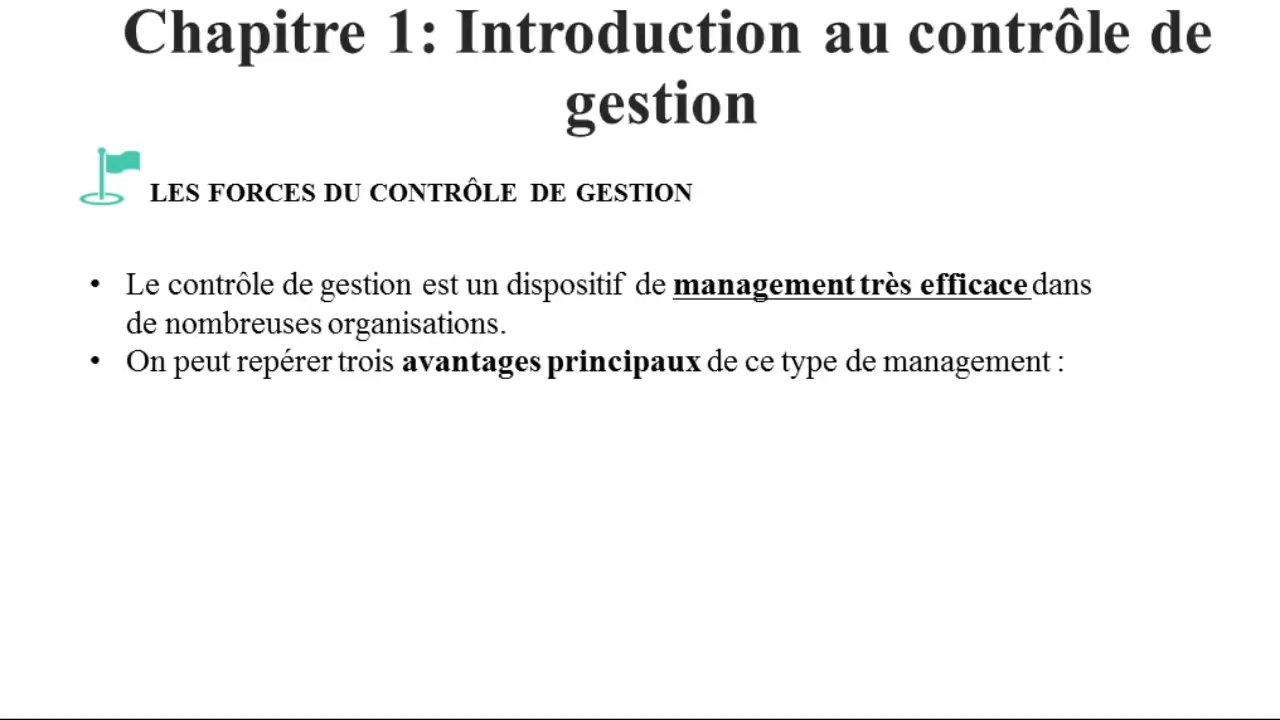 Chapitre 1: Introduction au contrôle de
gestion
LES FORCES DU CONTRÔLE DE GESTION
• Le contrôle de gestion est un dispositif de management très efficace dans
de nombreuses organisations.
• On peut repérer trois avantages principaux de ce type de management :